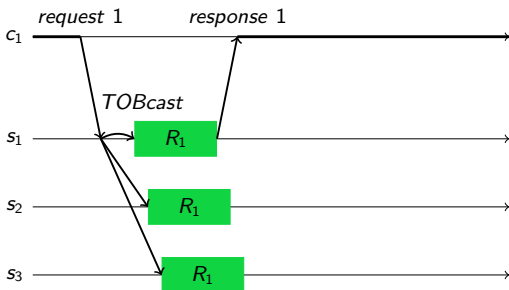 request 1 response 1
c1
TOBcast
s1 R1
s2 R1
s3 R1